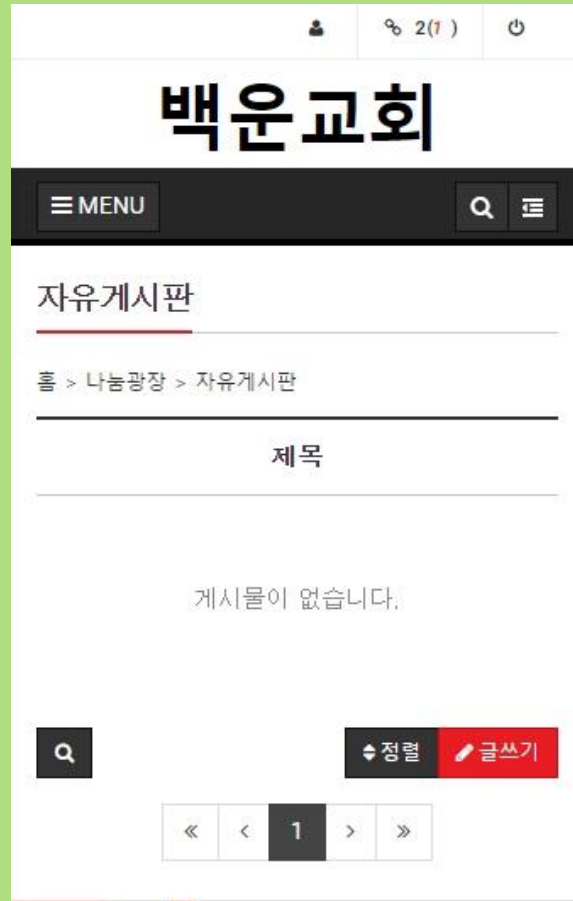 2(1)
백운교회
MENU
자유게시판
홈 > 나눔광장 > 자유게시판
제목
게시물이 없습니다.
정렬 글쓰기
« < 1 > »